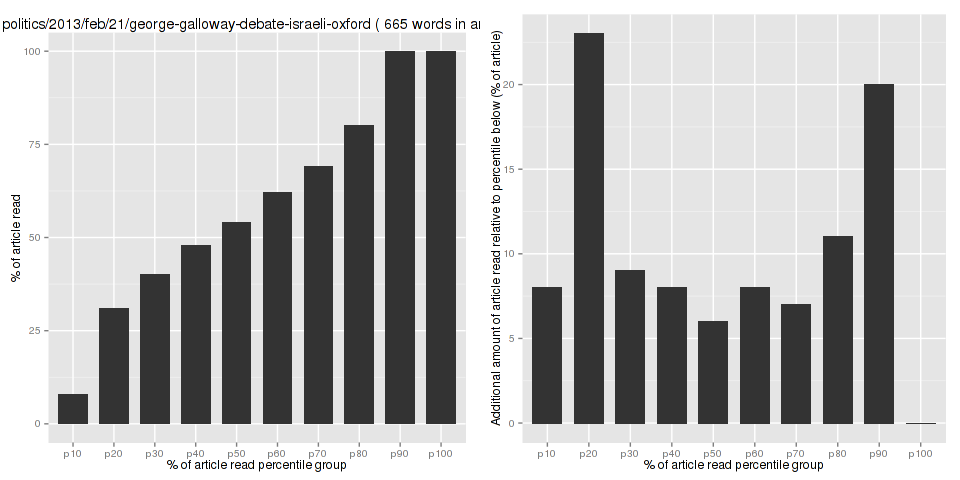 politics/2013/feb/21/george-galloway-debate-israeli-oxford ( 665 words in
100
75
50
25
0
% of article read
p10 p20 p30 p40 p50 p60 p70 p80 p90 p100
% of article read percentile group
Additional amount of article read relative to percentile below (% of article)
20
15
10
5
0
p10 p20 p30 p40 p50 p60 p70 p80 p90 p100
% of article read percentile group